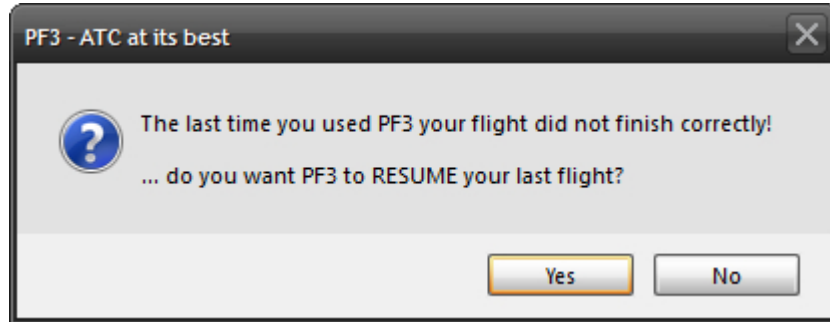 PF3 - ATC at its best
The last time you used PF3 your flight did not finish correctly!
... do you want PF3 to RESUME your last flight?
Yes No